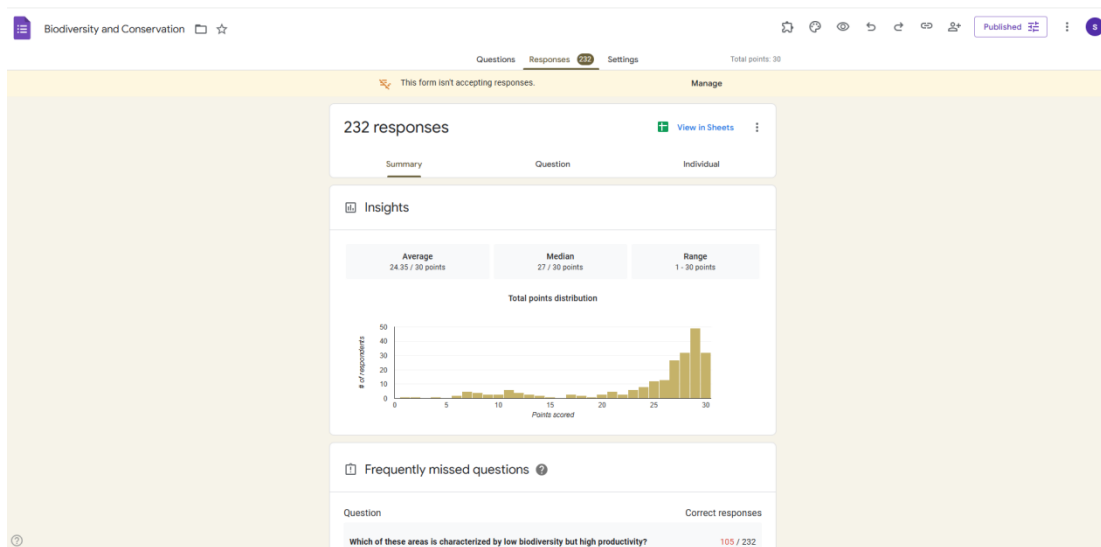 Biodiversity and Conservation
Published
S
Questions Responses 232 Settings Total points: 30
This form isn't accepting responses. Manage
232 responses View in Sheets
Summary Question Individual
Insights
Average Median Range
24.35 / 30 points 27 / 30 points 1 - 30 points
Total points distribution
# of respondents
50
40
30
20
10
0
0 5 10 15 20 25 30
Points scored
Frequently missed questions ?
Question Correct responses
Which of these areas is characterized by low biodiversity but high productivity? 105 / 232
?